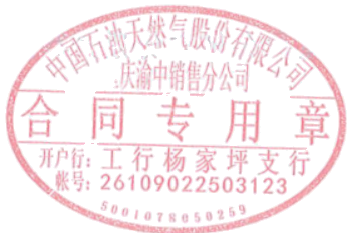 中国石油天然气股份有限公司
庆渝中销售分公司
合同专用章
开户行：工行杨家坪支行
帐号：26109022503123
5001078050259